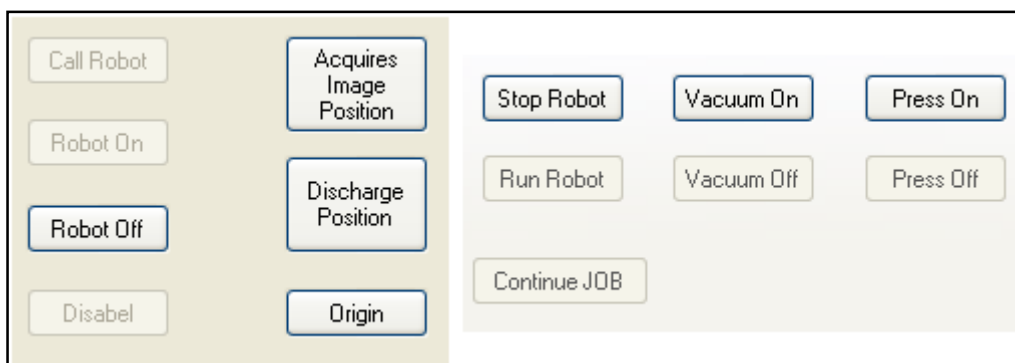 Call Robot
Acquires
Image
Position
Robot On
Discharge
Position
Robot Off
Disabel
Origin
Stop Robot
Vacuum On
Press On
Run Robot
Vacuum Off
Press Off
Continue JOB